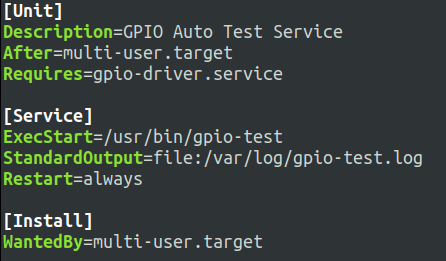 [Unit]
Description=GPIO Auto Test Service
After=multi-user.target
Requires=gpio-driver.service
[Service]
ExecStart=/usr/bin/gpio-test
StandardOutput=file:/var/log/gpio-test.log
Restart=always
[Install]
WantedBy=multi-user.target